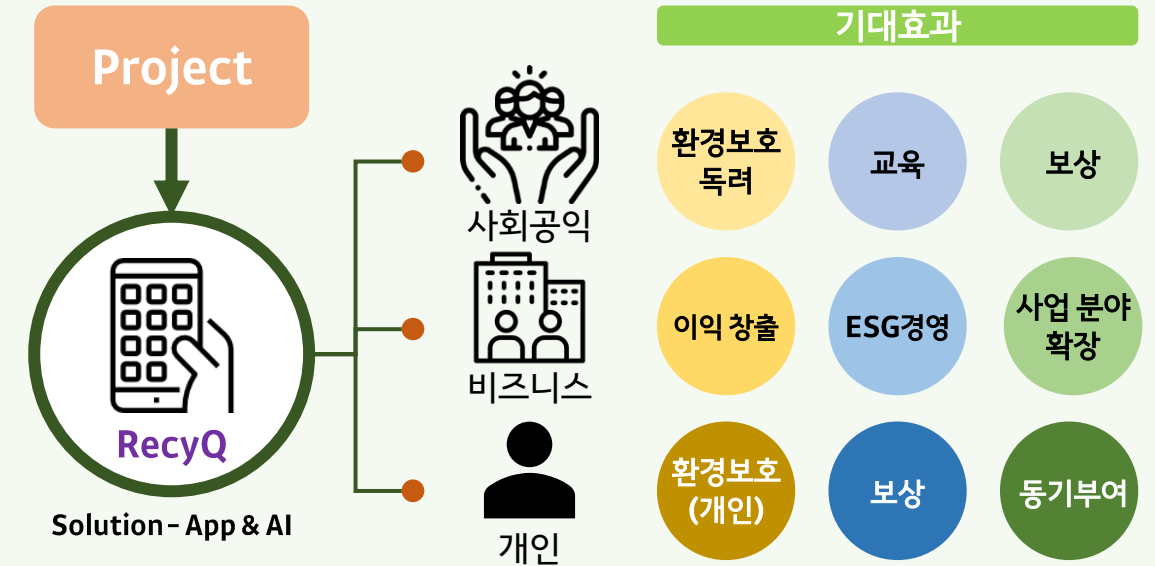 Project
기대효과
RecyQ
Solution – App & AI
사회공익
환경보호
독려
교육
보상
비즈니스
이익 창출
ESG경영
사업 분야
확장
개인
환경보호
(개인)
보상
동기부여